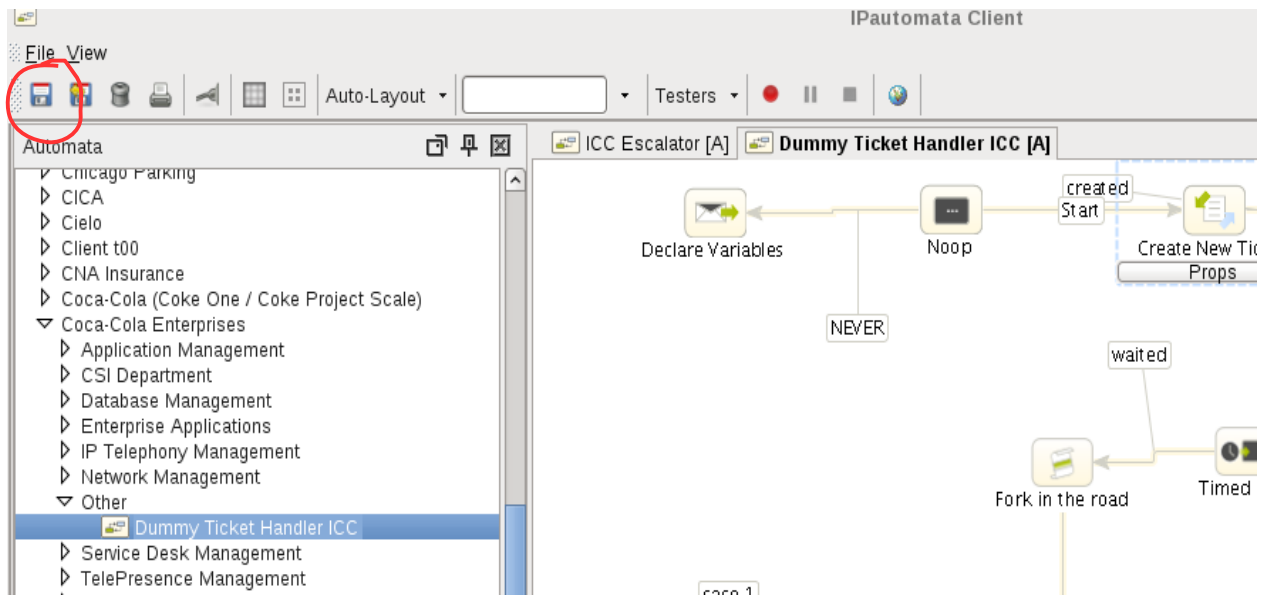 IPautomata Client
File View
Auto-Layout
Testers
Automata
ICC Escalator [A]
Dummy Ticket Handler ICC [A]
Chicago Parking
CICA
Cielo
Client t00
CNA Insurance
Coca-Cola (Coke One / Coke Project Scale)
Coca-Cola Enterprises
Application Management
CSI Department
Database Management
Enterprise Applications
IP Telephony Management
Network Management
Other
Dummy Ticket Handler ICC
Service Desk Management
TelePresence Management
created
Start
Declare Variables
Noop
Create New Tic
Props
NEVER
waited
Fork in the road
Timed
case 1